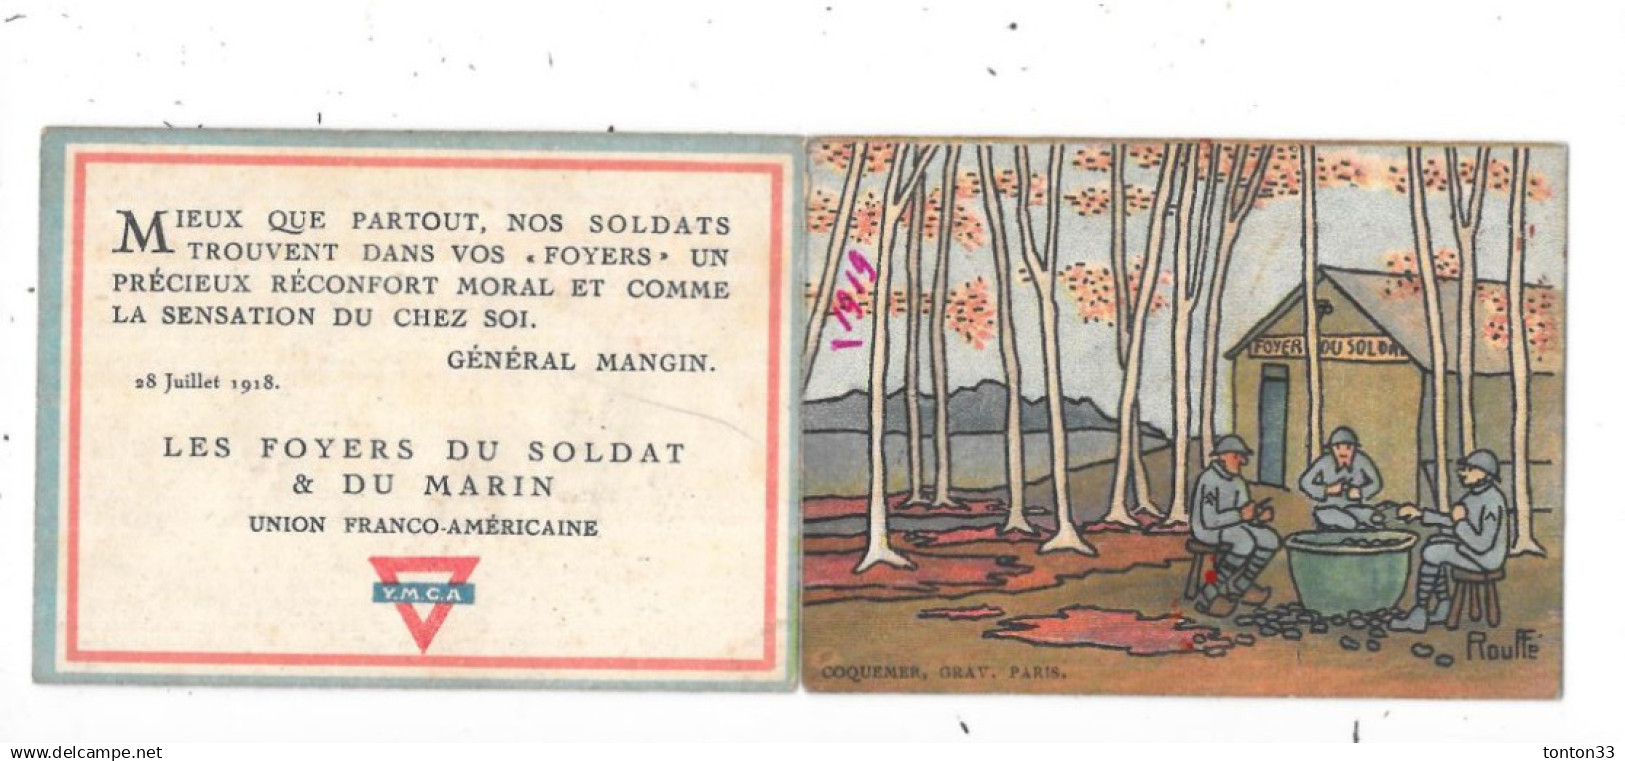 MIEUX QUE PARTOUT, NOS SOLDATS
TROUVENT DANS VOS « FOYERS » UN
PRÉCIEUX RÉCONFORT MORAL ET COMME
LA SENSATION DU CHEZ SOI.
GÉNÉRAL MANGIN.
28 Juillet 1918.
LES FOYERS DU SOLDAT
& DU MARIN
UNION FRANCO-AMÉRICAINE
Y.M.C.A
1919
FOYER DU SOLDA
Rouffé
COQUEMER, GRAV. PARIS.
www.delcampe.net
tonton33